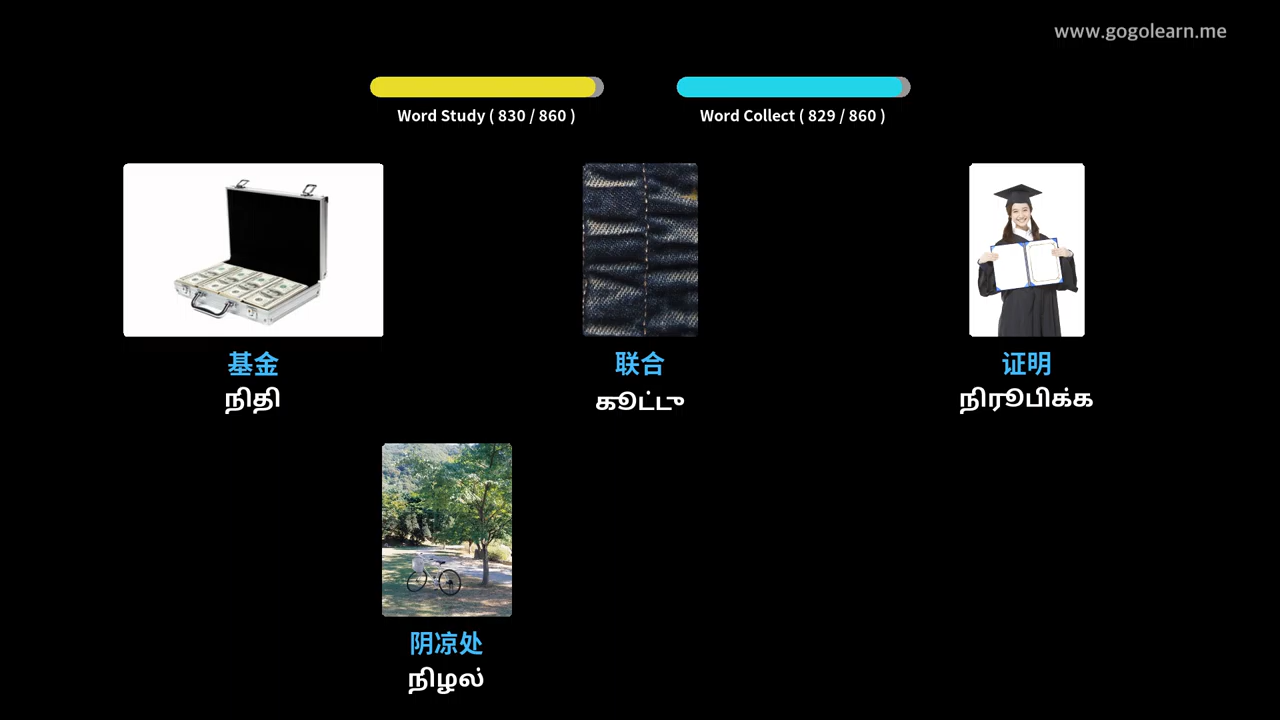 www.gogolearn.me
Word Study ( 830 / 860 )
Word Collect ( 829 / 860 )
基金
நிதி
联合
கூட்டு
证明
நிரூபிக்க
阴凉处
நிழல்